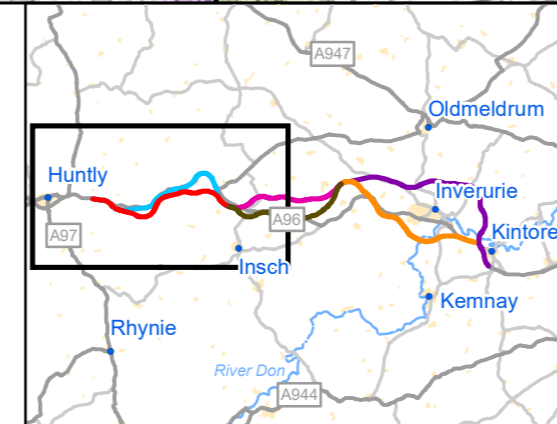 A947
Oldmeldrum
Huntly
Inverurie
A96
A97
Kintore
Insch
Kemnay
Rhynie
River Don
A944